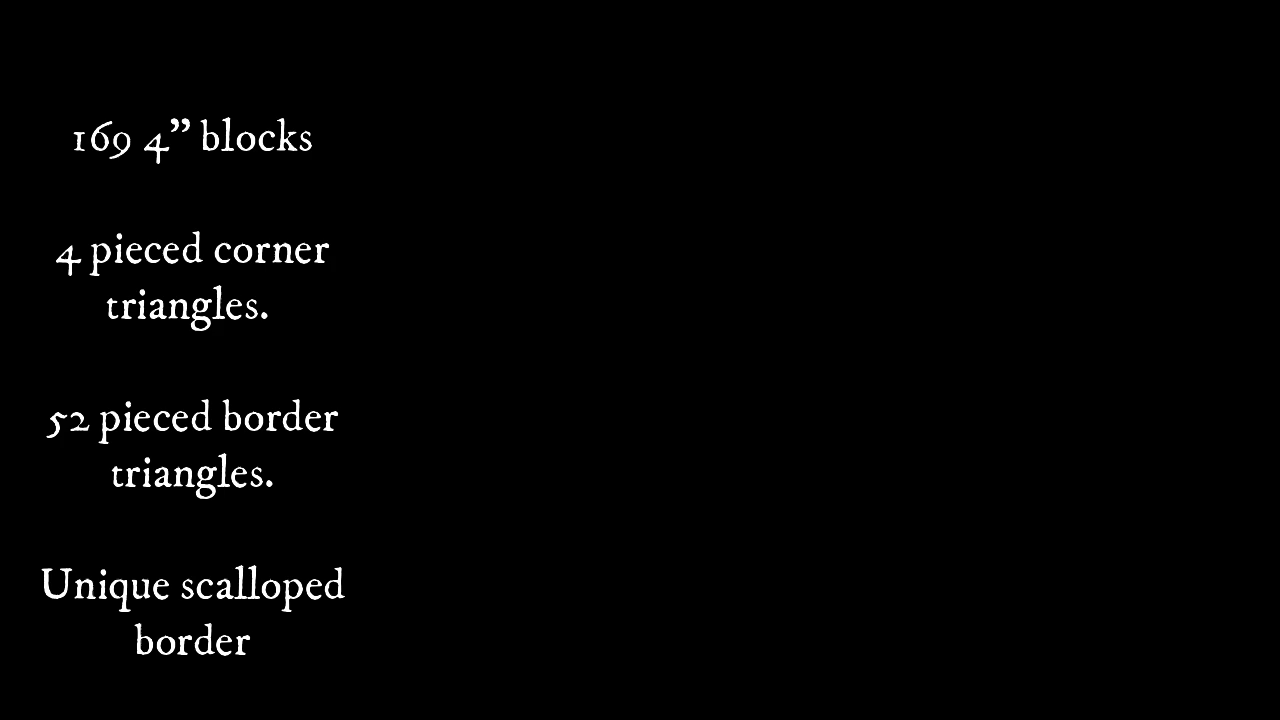 169 4” blocks
4 pieced corner
triangles.
52 pieced border
triangles.
Unique scalloped
border